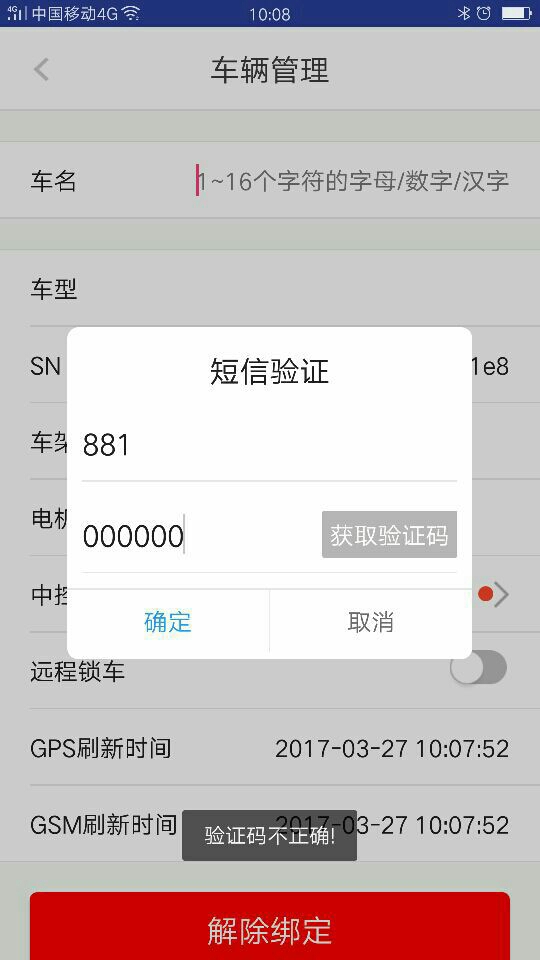 4G 中国移动4G 10:08
车辆管理
车名 1~16个字符的字母/数字/汉字
车型
SN 1e8
车架
电机
中控
远程锁车
GPS刷新时间 2017-03-27 10:07:52
GSM刷新时间 2017-03-27 10:07:52
短信验证
881
000000 获取验证码
确定 取消
验证码不正确!
解除绑定